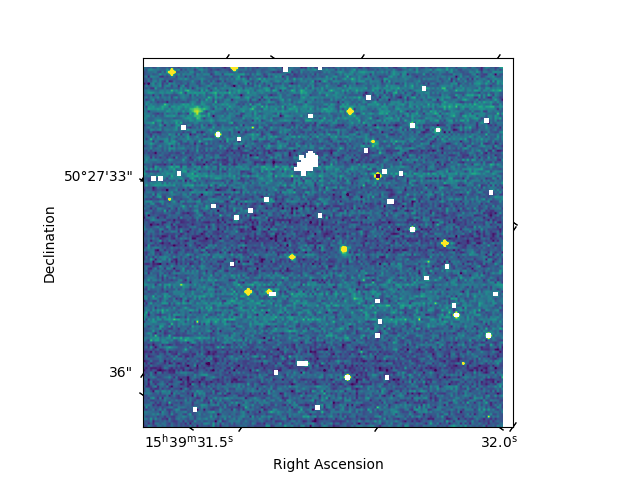 50°27'33"
Declination
36"
15ʰ39ᵐ31.5ˢ
32.0ˢ
Right Ascension